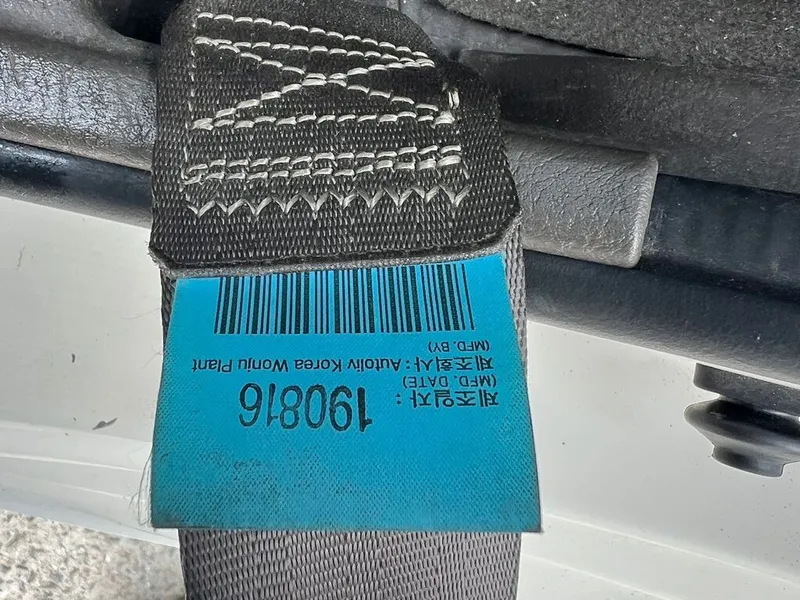 제조일자 : 190816
(MFD. DATE)
제조회사 : Autoliv Korea Wonju Plant
(MFD. BY)